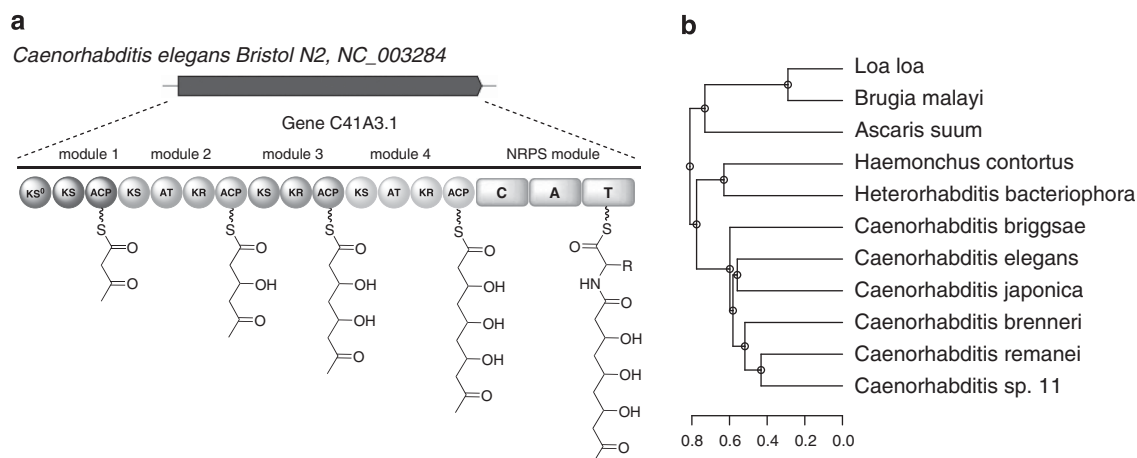 a
Caenorhabditis elegans Bristol N2, NC_003284
Gene C41A3.1
module 1 module 2 module 3 module 4 NRPS module
KS⁰ KS ACP KS AT KR ACP KS KR ACP KS AT KR ACP C A T
S S S S S
O O O O O
R
HN
O OH OH OH O
O OH OH OH
O OH OH
O OH
O
b
Loa loa
Brugia malayi
Ascaris suum
Haemonchus contortus
Heterorhabditis bacteriophora
Caenorhabditis briggsae
Caenorhabditis elegans
Caenorhabditis japonica
Caenorhabditis brenneri
Caenorhabditis remanei
Caenorhabditis sp. 11
0.8 0.6 0.4 0.2 0.0